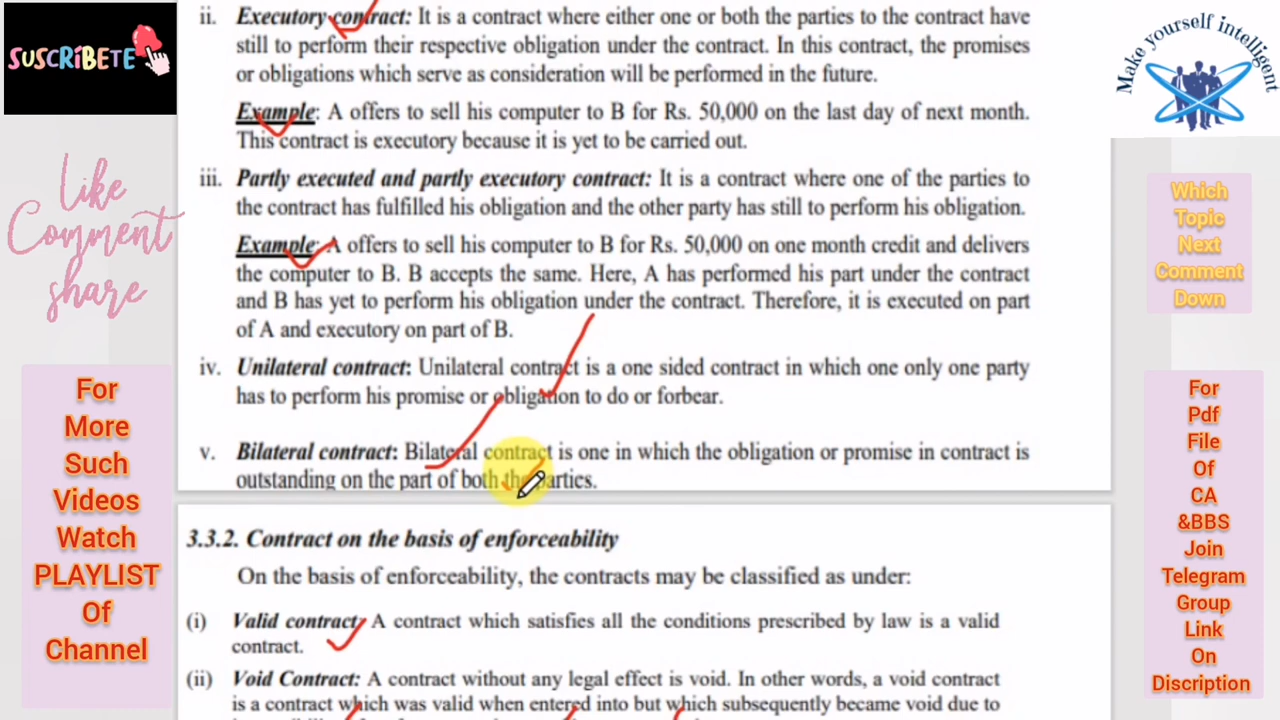 SUSCRÍBETE
like
Comment
share
For
More
Such
Videos
Watch
PLAYLIST
Of
Channel
ii. Executory contract: It is a contract where either one or both the parties to the contract have
still to perform their respective obligation under the contract. In this contract, the promises
or obligations which serve as consideration will be performed in the future.
Example: A offers to sell his computer to B for Rs. 50,000 on the last day of next month.
This contract is executory because it is yet to be carried out.
iii. Partly executed and partly executory contract: It is a contract where one of the parties to
the contract has fulfilled his obligation and the other party has still to perform his obligation.
Example: A offers to sell his computer to B for Rs. 50,000 on one month credit and delivers
the computer to B. B accepts the same. Here, A has performed his part under the contract
and B has yet to perform his obligation under the contract. Therefore, it is executed on part
of A and executory on part of B.
iv. Unilateral contract: Unilateral contract is a one sided contract in which one only one party
has to perform his promise or obligation to do or forbear.
v. Bilateral contract: Bilateral contract is one in which the obligation or promise in contract is
outstanding on the part of both the parties.
3.3.2. Contract on the basis of enforceability
On the basis of enforceability, the contracts may be classified as under:
(i) Valid contract: A contract which satisfies all the conditions prescribed by law is a valid
contract.
(ii) Void Contract: A contract without any legal effect is void. In other words, a void contract
is a contract which was valid when entered into but which subsequently became void due to
Make yourself intelligent
Which
Topic
Next
Comment
Down
For
Pdf
File
Of
CA
&BBS
Join
Telegram
Group
Link
On
Discription